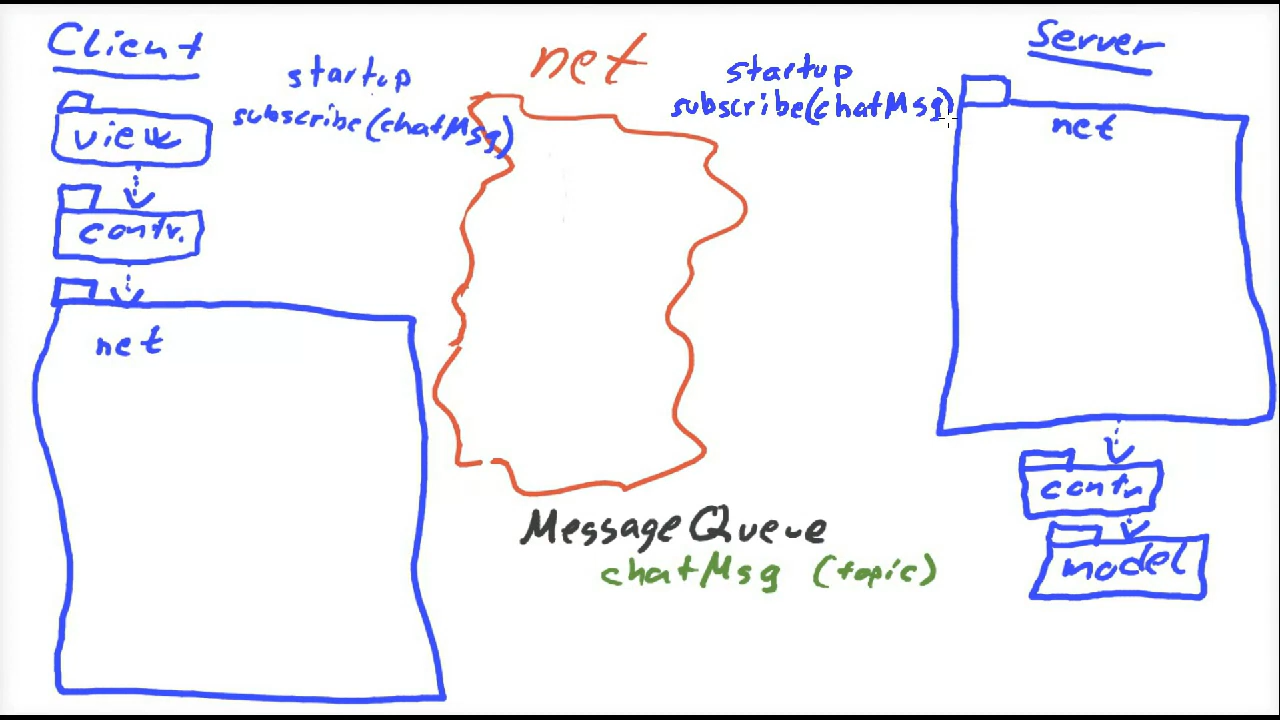 Client
view
contr.
net
startup
subscribe(chatMsg)
net
MessageQueue
chatMsg (topic)
startup
subscribe(chatMsg)
Server
net
contr
model